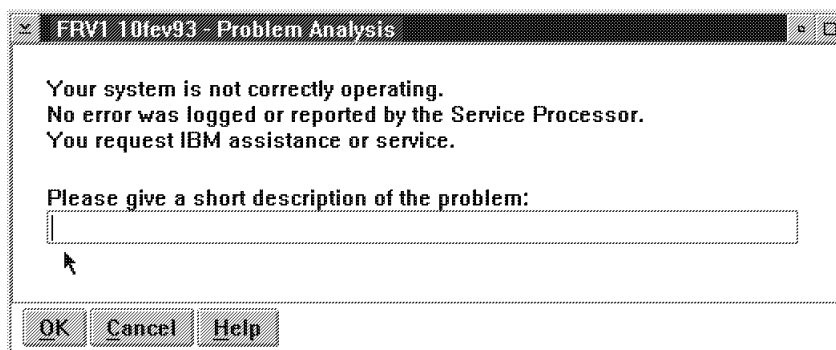 FRV1 10fev93 - Problem Analysis
Your system is not correctly operating.
No error was logged or reported by the Service Processor.
You request IBM assistance or service.
Please give a short description of the problem:
OK Cancel Help